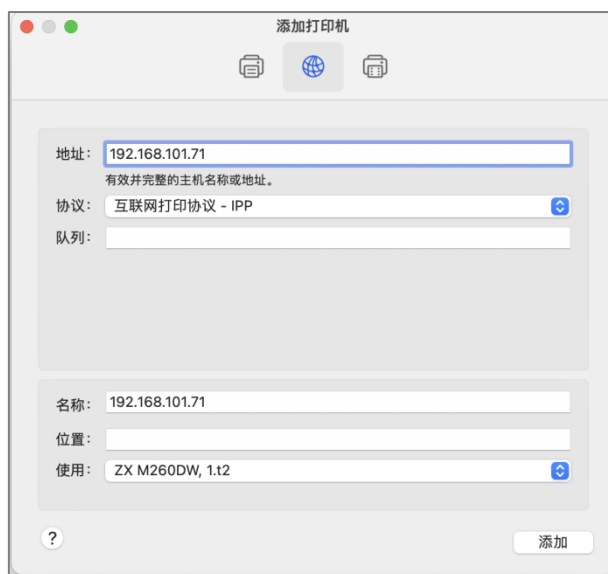 添加打印机
地址： 192.168.101.71
有效并完整的主机名称或地址。
协议： 互联网打印协议 - IPP
队列：
名称： 192.168.101.71
位置：
使用： ZX M260DW, 1.t2
?
添加